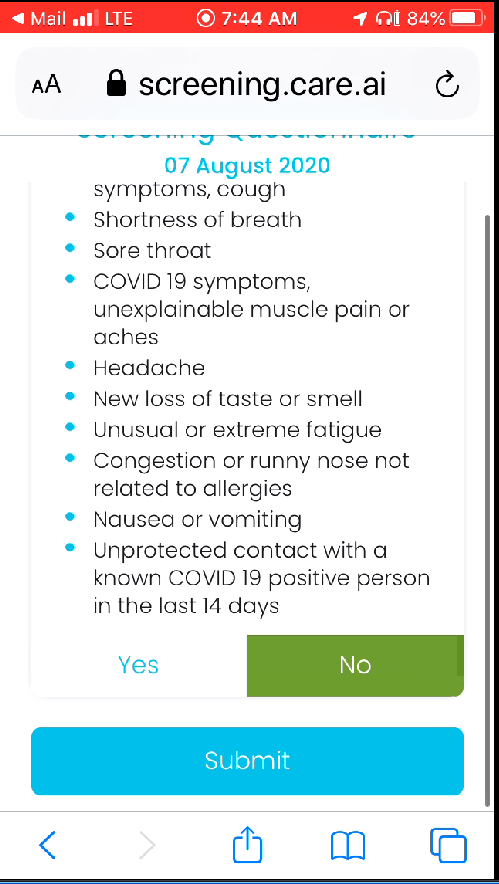 Mail LTE 7:44 AM 84%
AA screening.care.ai
Screening Questionnaire
07 August 2020
symptoms, cough
Shortness of breath
Sore throat
COVID 19 symptoms,
unexplainable muscle pain or
aches
Headache
New loss of taste or smell
Unusual or extreme fatigue
Congestion or runny nose not
related to allergies
Nausea or vomiting
Unprotected contact with a
known COVID 19 positive person
in the last 14 days
Yes No
Submit